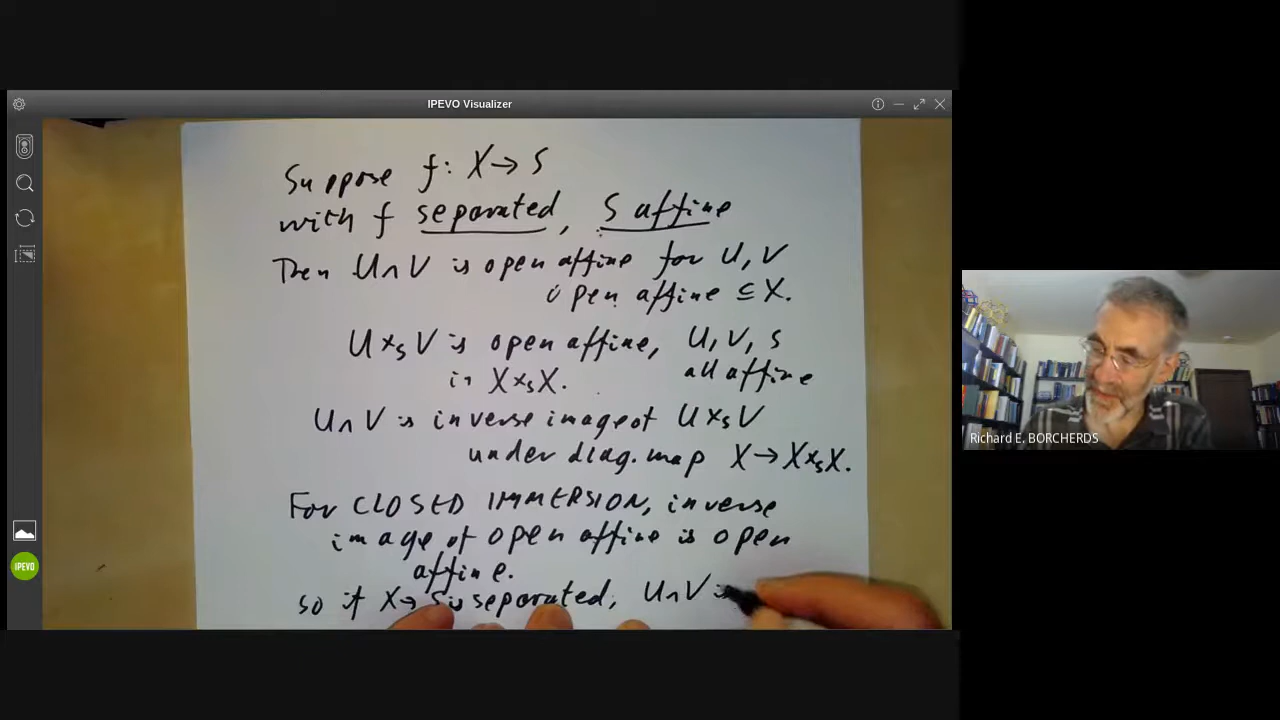 IPEVO Visualizer
Suppose f: X → S
with f separated, S affine
Then U∩V is open affine for U, V
open affine ⊆ X.
U×ₛV is open affine, U, V, S
in X×ₛX. all affine
U∩V is inverse image of U×ₛV
under diag. map X → X×ₛX.
For CLOSED IMMERSION, inverse
image of open affine is open
affine.
so if X → S is separated, U∩V is
IPEVO
Richard E. BORCHERDS